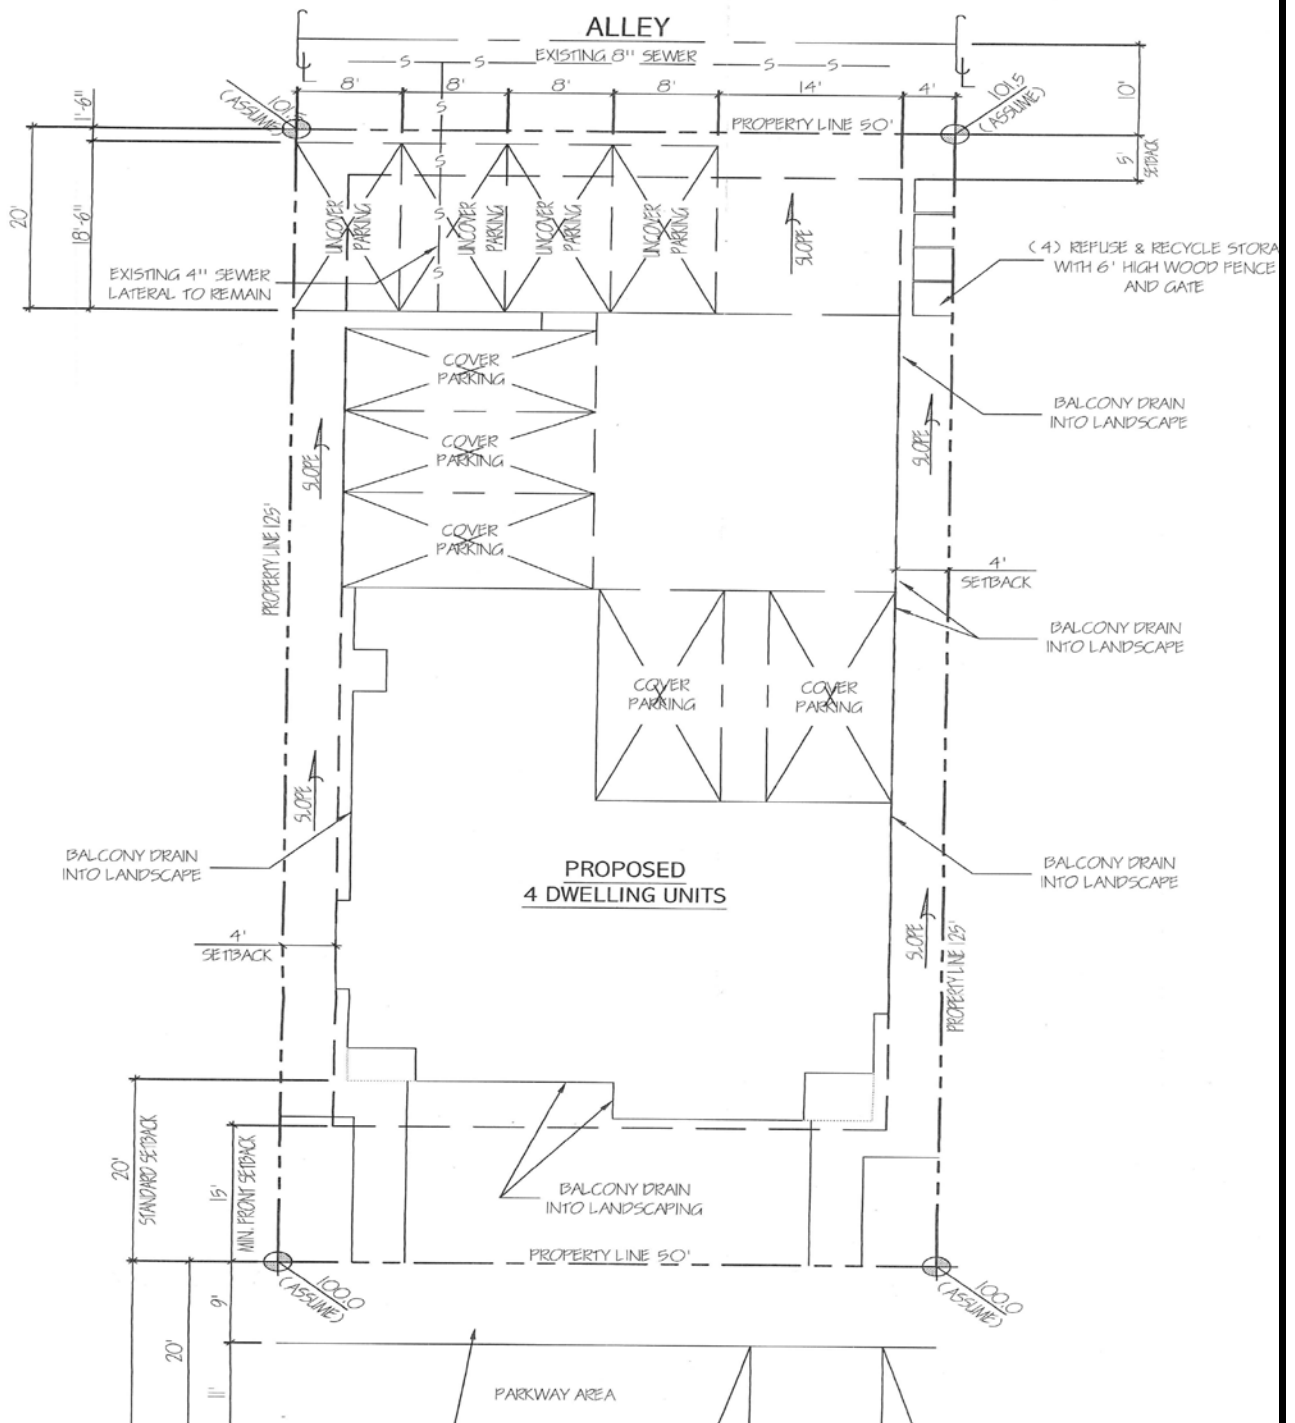 ALLEY
EXISTING 8" SEWER
S S S S
8' 8' 8' 8' 14' 4'
101.5
(ASSUME)
101.5
(ASSUME)
PROPERTY LINE 50'
10'
5'
SETBACK
1'-6"
20'
18'-6"
S
S
S
S
UNCOVER
PARKING
UNCOVER
PARKING
UNCOVER
PARKING
UNCOVER
PARKING
SLOPE
EXISTING 4" SEWER
LATERAL TO REMAIN
(4) REFUSE & RECYCLE STORA
WITH 6' HIGH WOOD FENCE
AND GATE
COVER
PARKING
COVER
PARKING
COVER
PARKING
SLOPE
SLOPE
BALCONY DRAIN
INTO LANDSCAPE
PROPERTY LINE 125'
4'
SETBACK
BALCONY DRAIN
INTO LANDSCAPE
COVER
PARKING
COVER
PARKING
SLOPE
BALCONY DRAIN
INTO LANDSCAPE
PROPOSED
4 DWELLING UNITS
BALCONY DRAIN
INTO LANDSCAPE
4'
SETBACK
SLOPE
PROPERTY LINE 125'
20'
STANDARD SETBACK
15'
MIN. FRONT SETBACK
BALCONY DRAIN
INTO LANDSCAPING
PROPERTY LINE 50'
100.0
(ASSUME)
100.0
(ASSUME)
9'
20'
11'
PARKWAY AREA